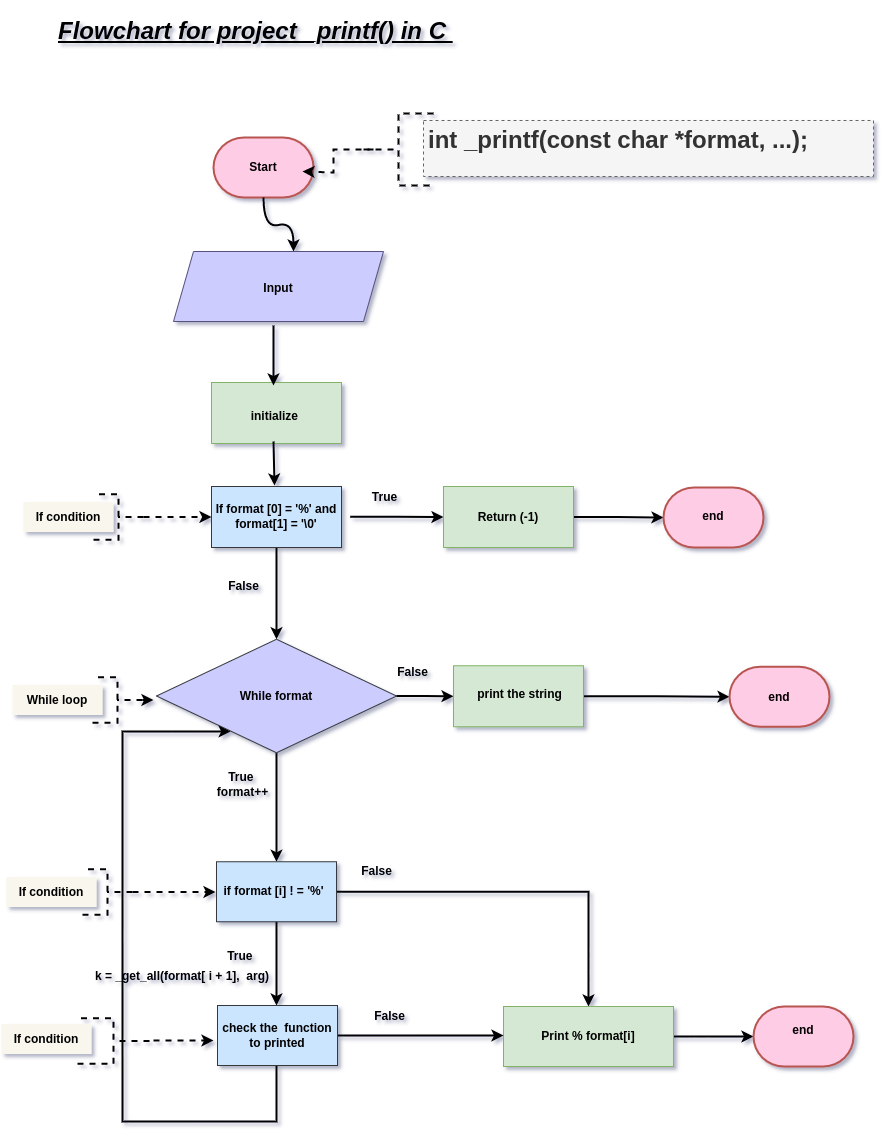 Flowchart for project _printf() in C
int _printf(const char *format, ...);
Start
Input
initialize
If condition
If format [0] = '%' and
format[1] = '\0'
True
Return (-1)
end
False
While loop
While format
False
print the string
end
True
format++
If condition
if format [i] ! = '%'
False
True
k = _get_all(format[ i + 1], arg)
If condition
check the function
to printed
False
Print % format[i]
end